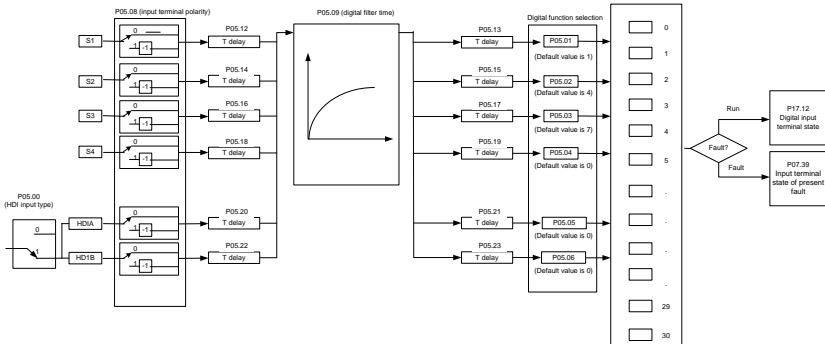 P05.08 (input terminal polarity)
P05.09 (digital filter time)
Digital function selection
S1
0
1
-1
P05.12
T delay
P05.13
T delay
P05.01
(Default value is 1)
S2
0
1
-1
P05.14
T delay
P05.15
T delay
P05.02
(Default value is 4)
S3
0
1
-1
P05.16
T delay
P05.17
T delay
P05.03
(Default value is 7)
S4
0
1
-1
P05.18
T delay
P05.19
T delay
P05.04
(Default value is 0)
P05.00
(HDI input type)
0
1
HDIA
0
1
-1
P05.20
T delay
P05.21
T delay
P05.05
(Default value is 0)
HD1B
0
1
-1
P05.22
T delay
P05.23
T delay
P05.06
(Default value is 0)
0
1
2
3
4
5
.
.
.
.
29
30
Fault?
Run
Fault
P17.12
Digital input
terminal state
P07.39
Input terminal
state of present
fault